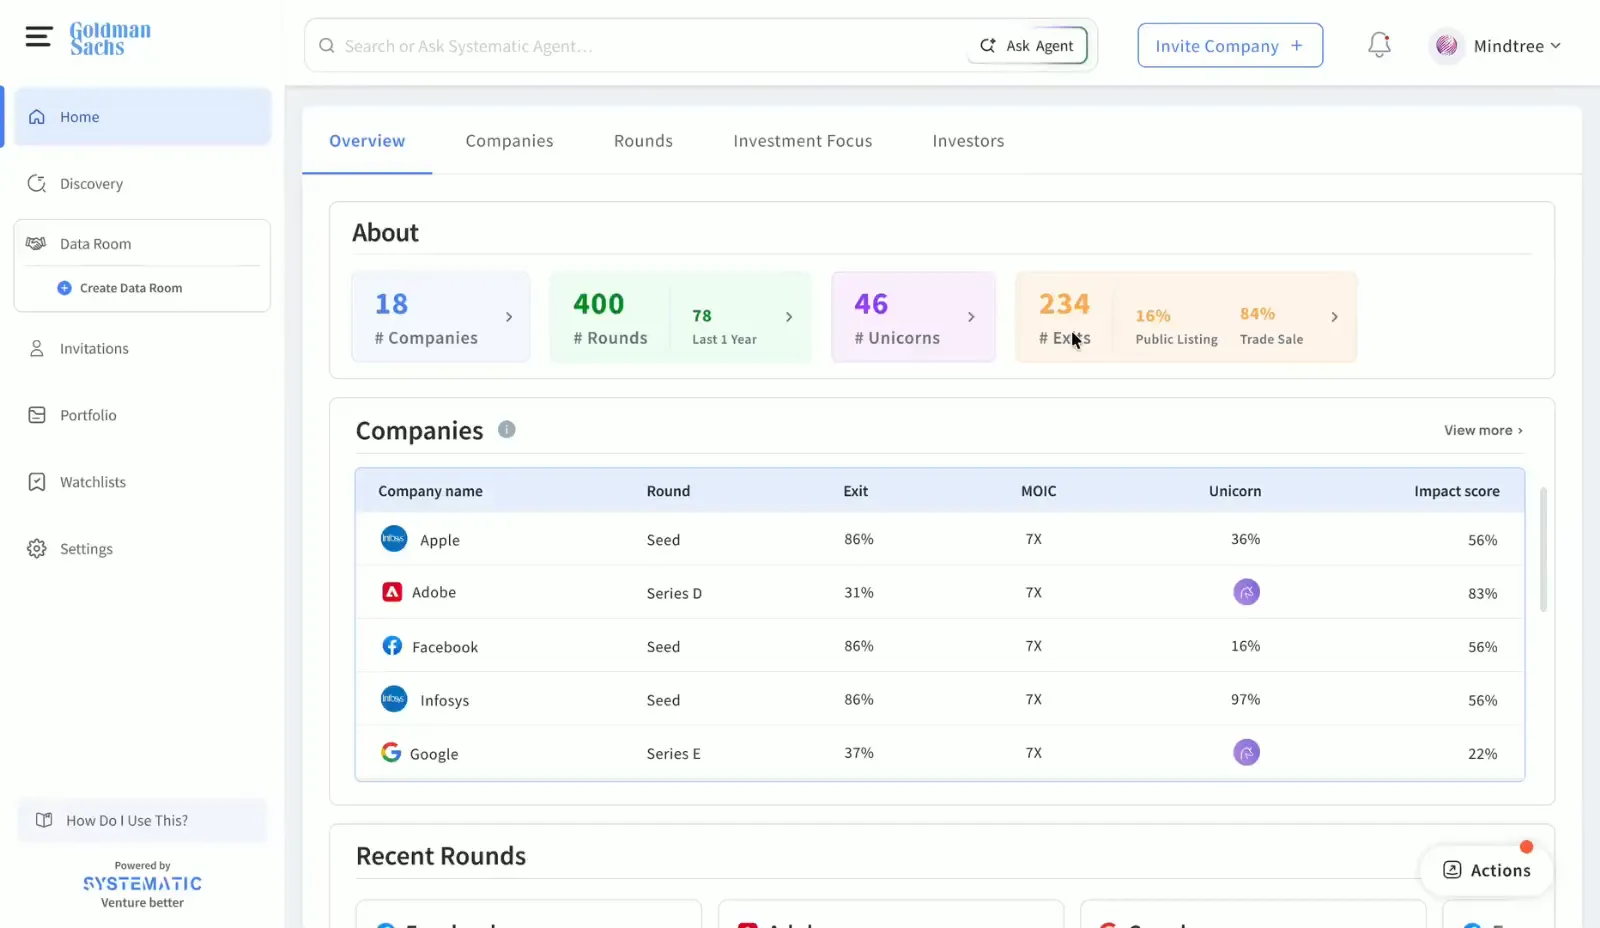 Goldman
Sachs
Search or Ask Systematic Agent...
Ask Agent
Invite Company +
Mindtree
Home
Discovery
Data Room
Create Data Room
Invitations
Portfolio
Watchlists
Settings
How Do I Use This?
Powered by
SYSTEMATIC
Venture better
Overview Companies Rounds Investment Focus Investors
About
18
# Companies
400
# Rounds
78
Last 1 Year
46
# Unicorns
234
# Exits
16%
Public Listing
84%
Trade Sale
Companies
View more ›
Company name Round Exit MOIC Unicorn Impact score
Infosys Apple Seed 86% 7X 36% 56%
Adobe Series D 31% 7X 83%
Facebook Seed 86% 7X 16% 56%
Infosys Infosys Seed 86% 7X 97% 56%
Google Series E 37% 7X 22%
Recent Rounds
Actions